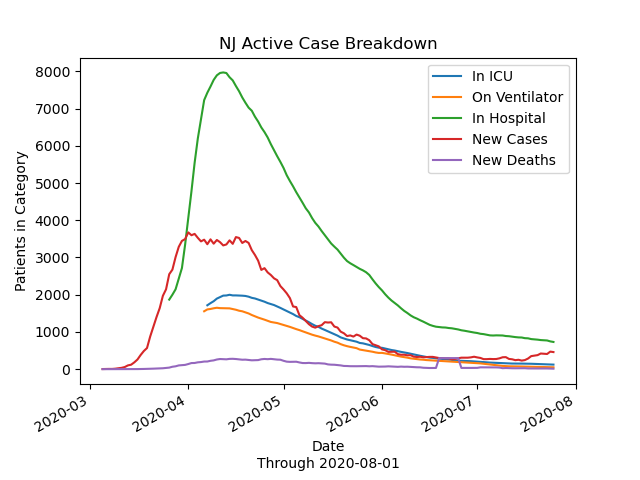 NJ Active Case Breakdown
In ICU
On Ventilator
In Hospital
New Cases
New Deaths
Patients in Category
8000
7000
6000
5000
4000
3000
2000
1000
0
2020-03
2020-04
2020-05
2020-06
2020-07
2020-08
Date
Through 2020-08-01